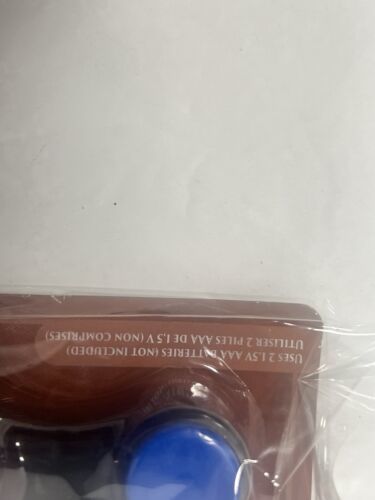 USES 2 1.5V AAA BATTERIES (NOT INCLUDED)
UTILISER 2 PILES AAA DE 1,5 V (NON COMPRISES)